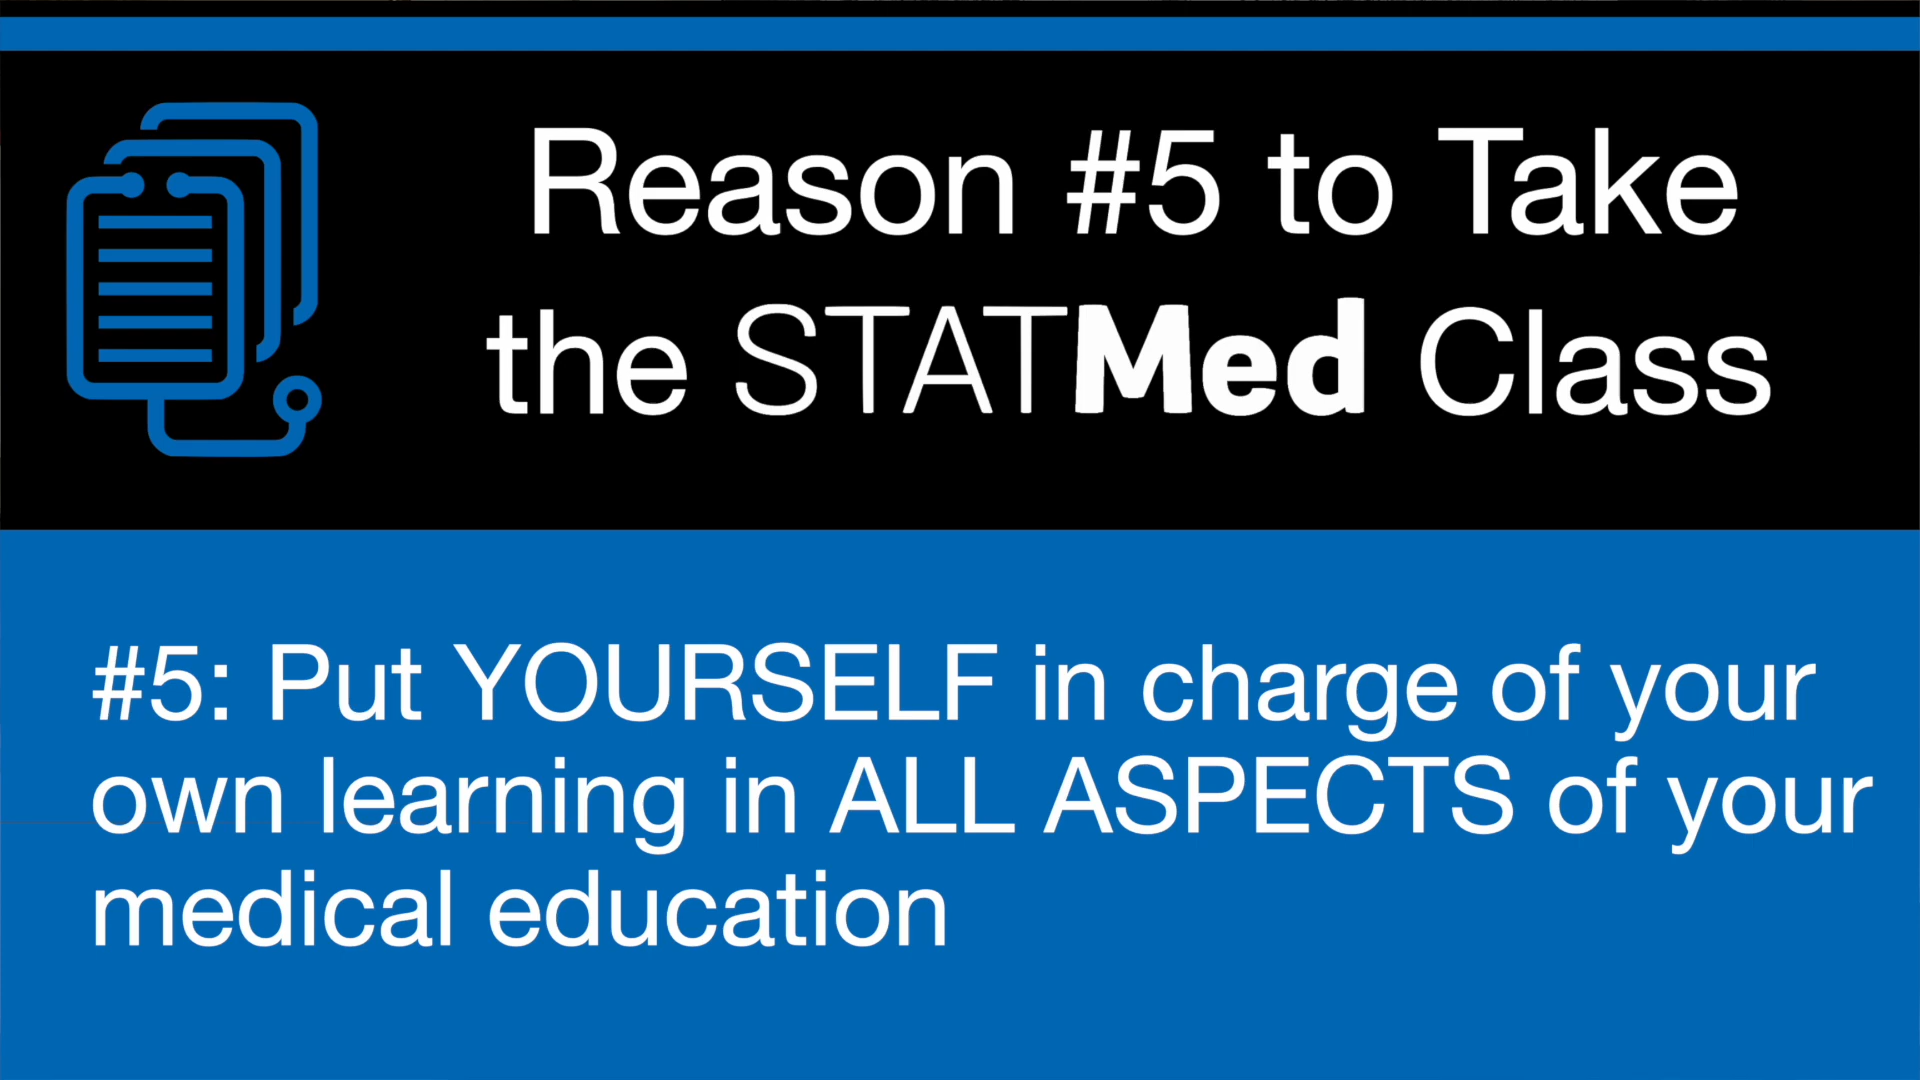 Reason #5 to Take
the STATMed Class
#5: Put YOURSELF in charge of your
own learning in ALL ASPECTS of your
medical education